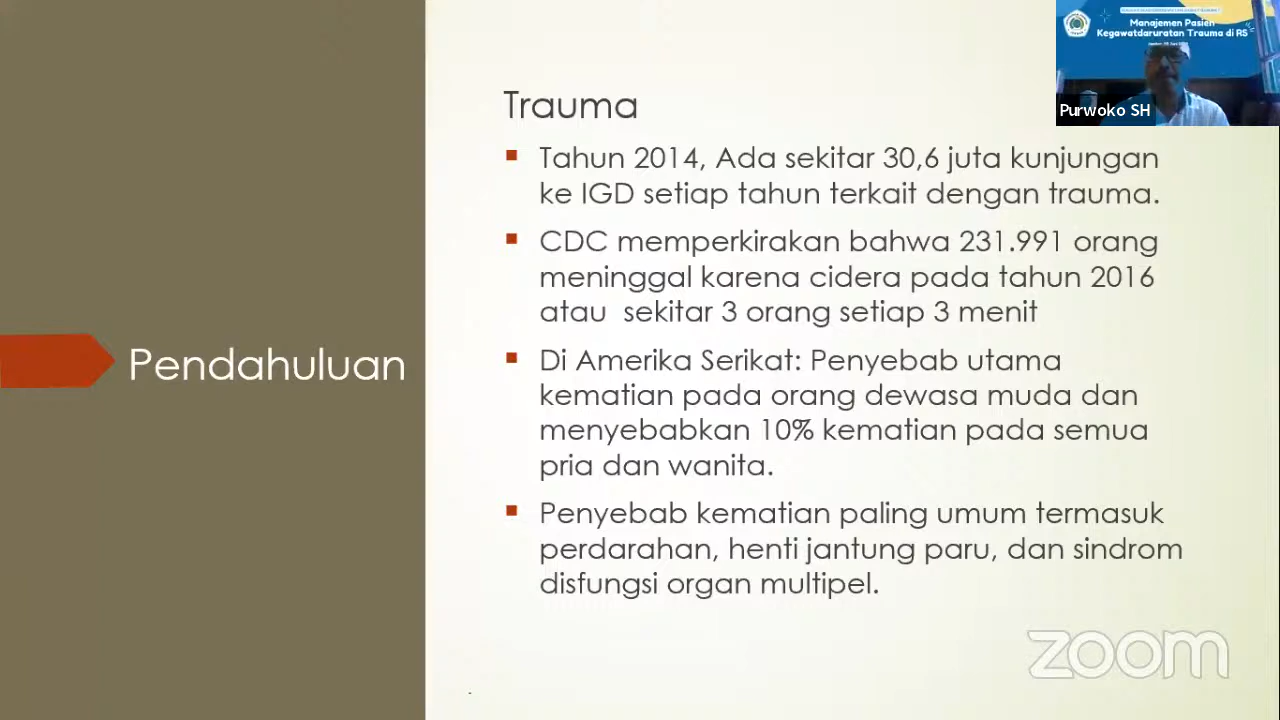 Manajemen Pasien
Kegawatdaruratan Trauma di RS
Purwoko SH
Pendahuluan
Trauma
Tahun 2014, Ada sekitar 30,6 juta kunjungan
ke IGD setiap tahun terkait dengan trauma.
CDC memperkirakan bahwa 231.991 orang
meninggal karena cidera pada tahun 2016
atau sekitar 3 orang setiap 3 menit
Di Amerika Serikat: Penyebab utama
kematian pada orang dewasa muda dan
menyebabkan 10% kematian pada semua
pria dan wanita.
Penyebab kematian paling umum termasuk
perdarahan, henti jantung paru, dan sindrom
disfungsi organ multipel.
zoom